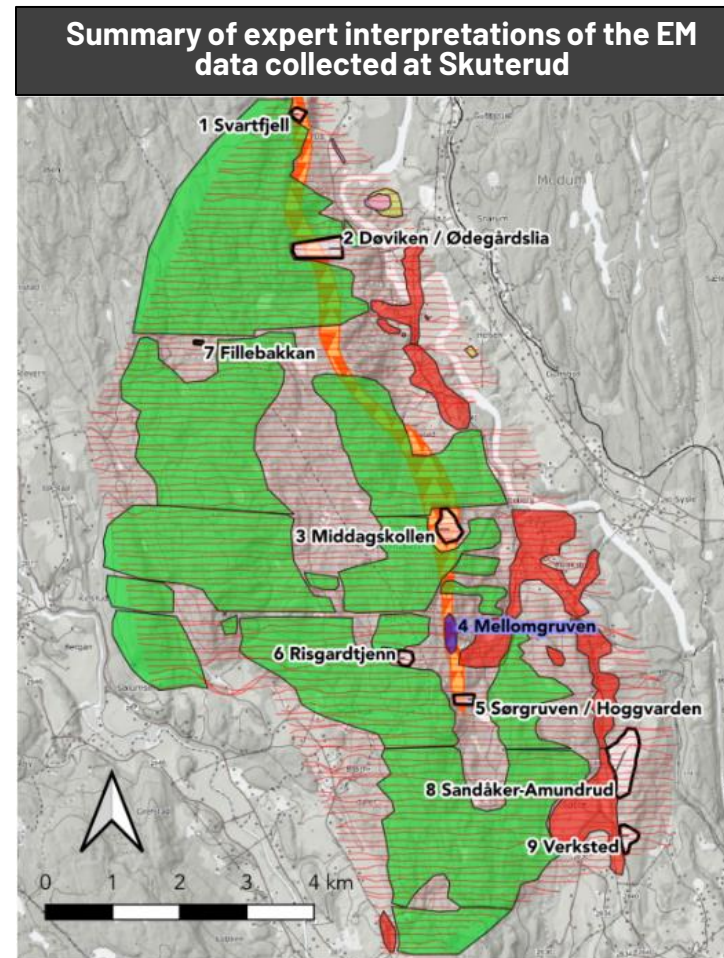 Summary of expert interpretations of the EM
data collected at Skuterud
1 Svartfjell
Modum
2 Døviken / Ødegårdslia
7 Fillebakkan
3 Middagskollen
4 Mellomgruven
6 Risgardtjenn
5 Sørgruven / Hoggvarden
8 Sandåker-Amundrud
9 Verksted
0 1 2 3 4 km